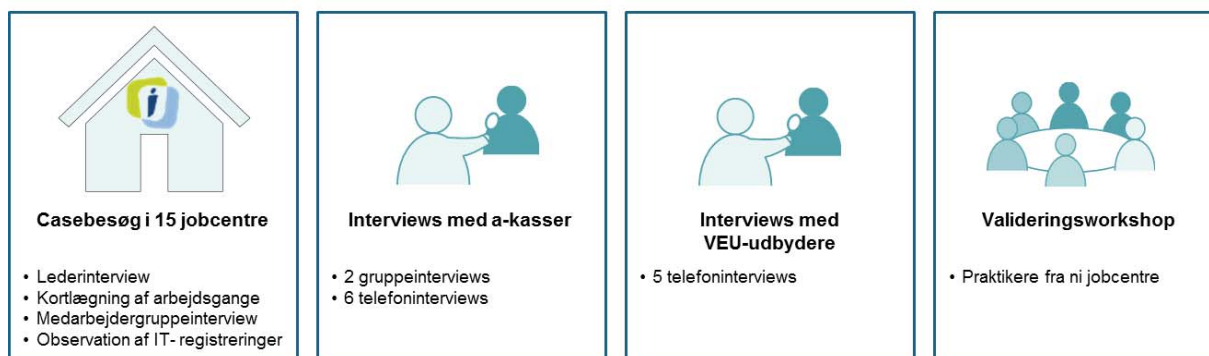 Casebesøg i 15 jobcentre
• Lederinterview
• Kortlægning af arbejdsgange
• Medarbejdergruppeinterview
• Observation af IT- registreringer
Interviews med a-kasser
• 2 gruppeinterviews
• 6 telefoninterviews
Interviews med
VEU-udbydere
• 5 telefoninterviews
Valideringsworkshop
• Praktikere fra ni jobcentre